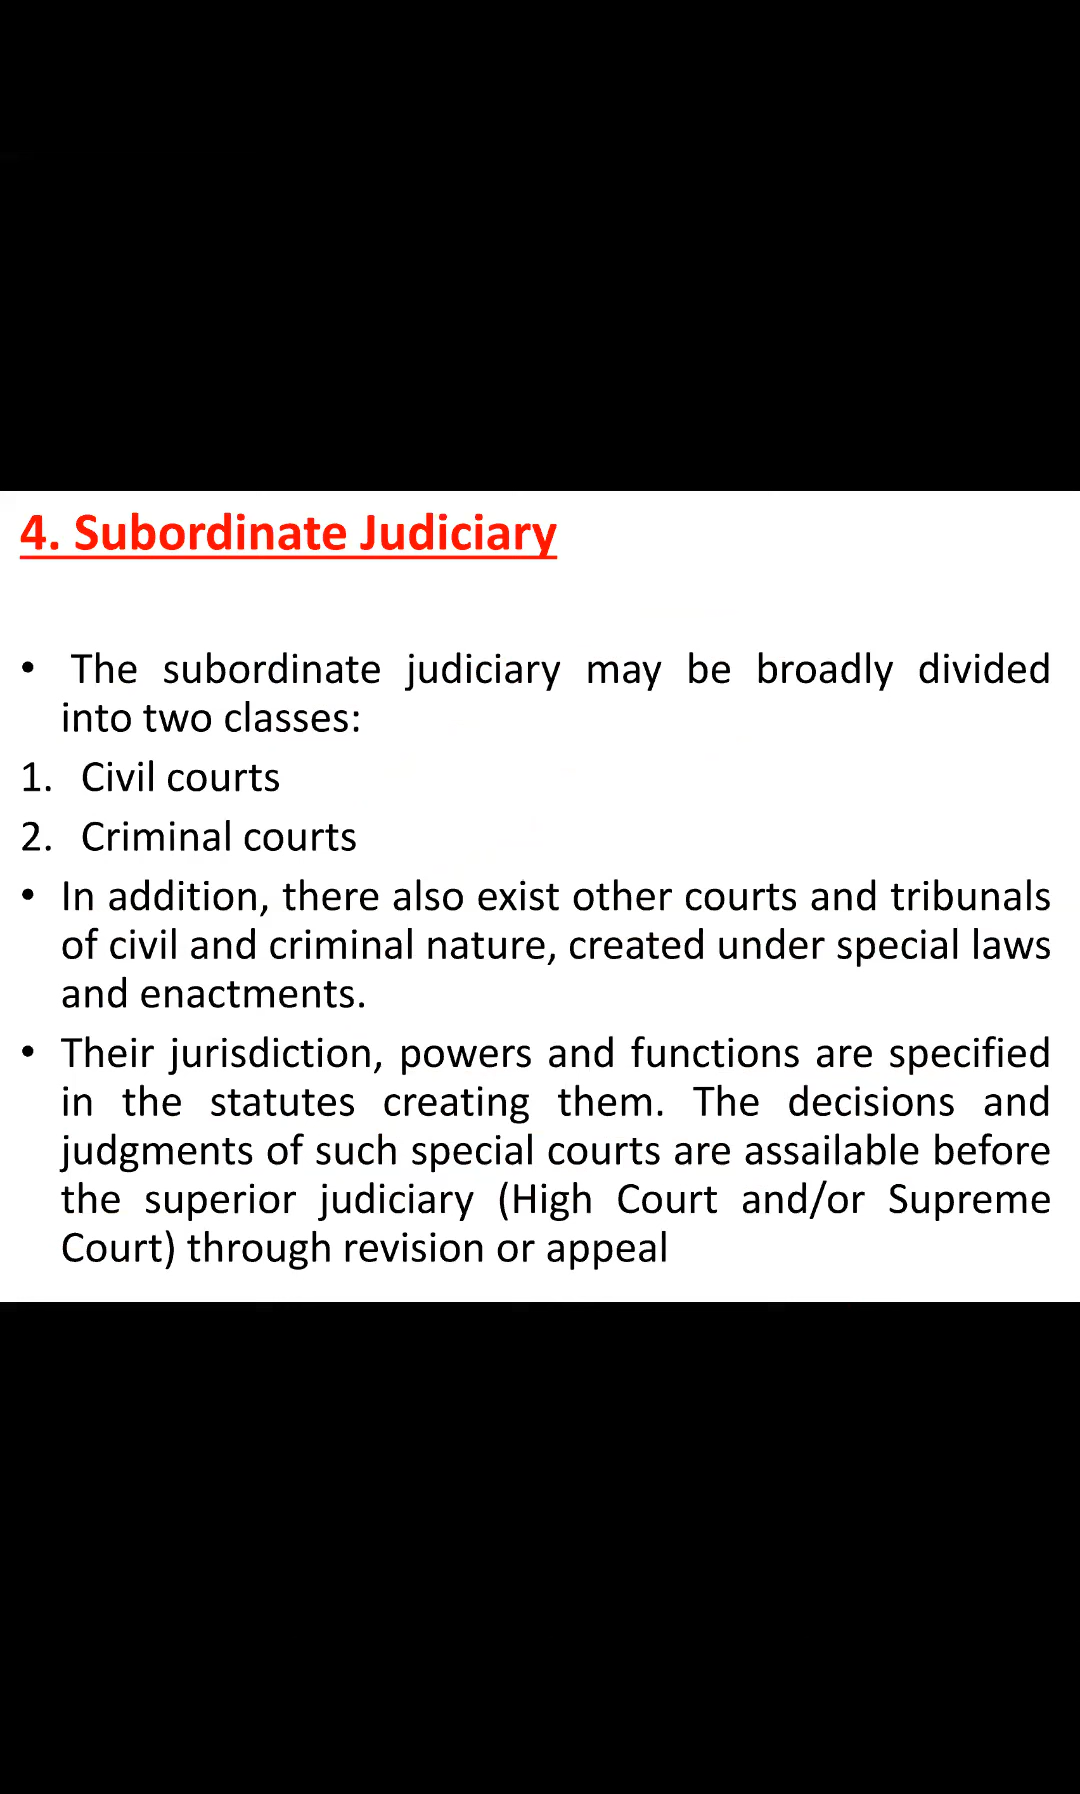 4. Subordinate Judiciary
• The subordinate judiciary may be broadly divided
into two classes:
1. Civil courts
2. Criminal courts
• In addition, there also exist other courts and tribunals
of civil and criminal nature, created under special laws
and enactments.
• Their jurisdiction, powers and functions are specified
in the statutes creating them. The decisions and
judgments of such special courts are assailable before
the superior judiciary (High Court and/or Supreme
Court) through revision or appeal